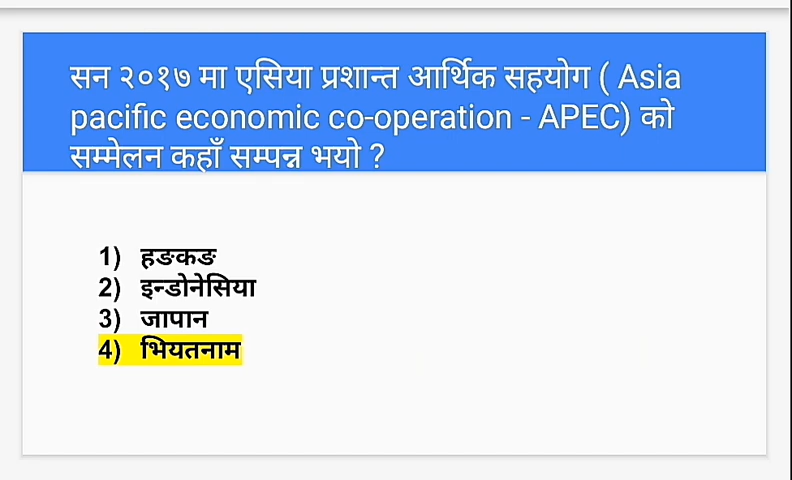 सन २०१७ मा एसिया प्रशान्त आर्थिक सहयोग ( Asia
pacific economic co-operation - APEC) को
सम्मेलन कहाँ सम्पन्न भयो ?
1) हङकङ
2) इन्डोनेसिया
3) जापान
4) भियतनाम